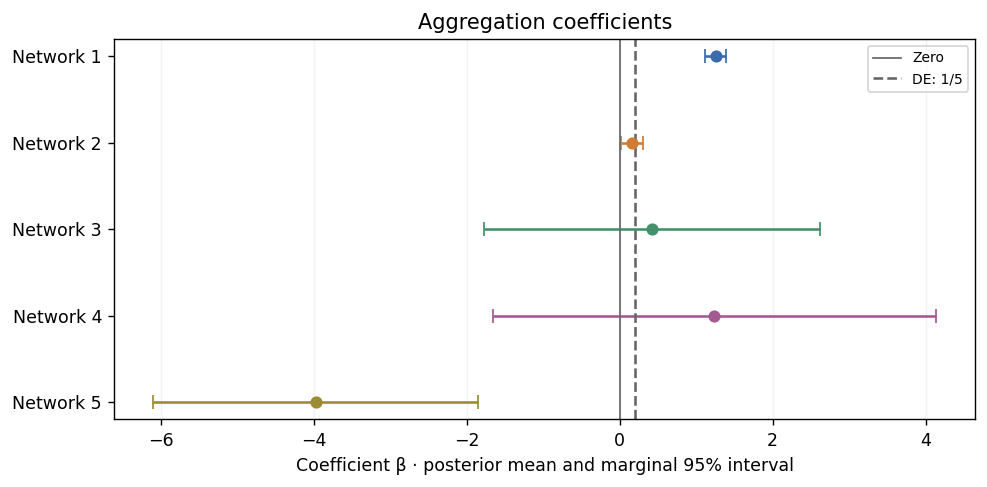 Aggregation coefficients
Network 1
Network 2
Network 3
Network 4
Network 5
Zero
DE: 1/5
−6 −4 −2 0 2 4
Coefficient β · posterior mean and marginal 95% interval